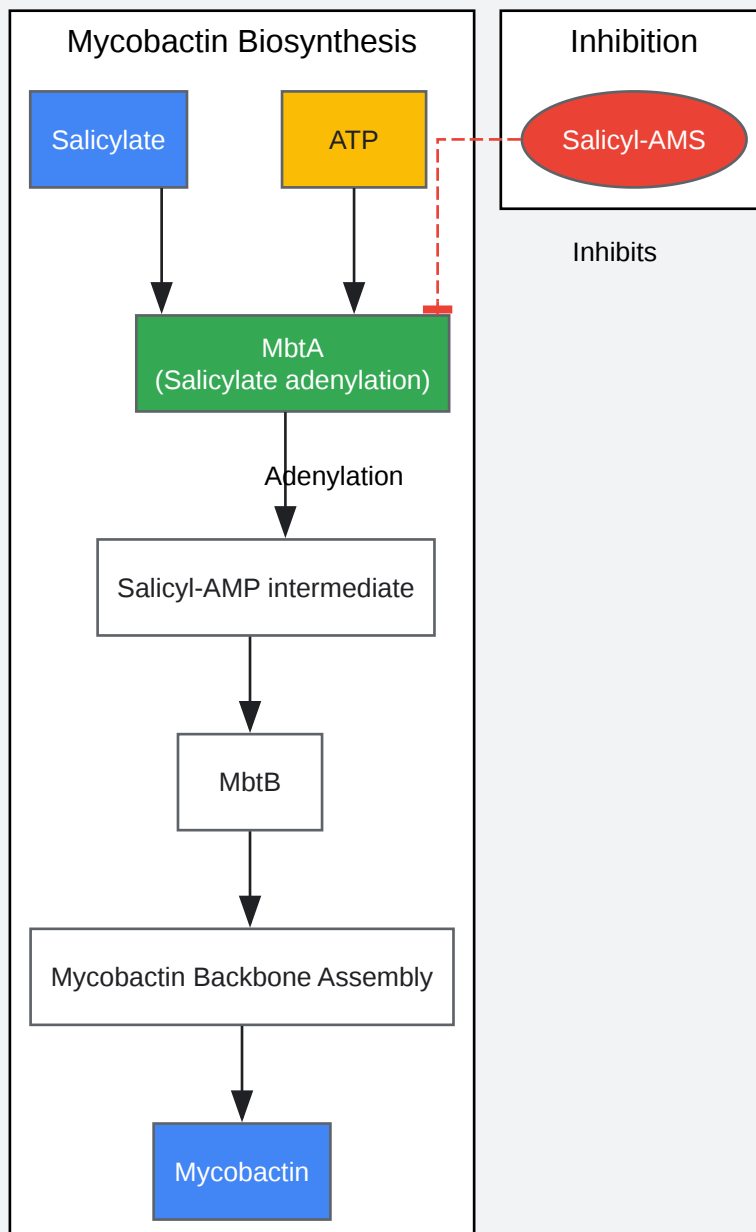 Mycobactin Biosynthesis
Inhibition
Salicylate
ATP
Salicyl-AMS
Inhibits
MbtA
(Salicylate adenylation)
Adenylation
Salicyl-AMP intermediate
MbtB
Mycobactin Backbone Assembly
Mycobactin